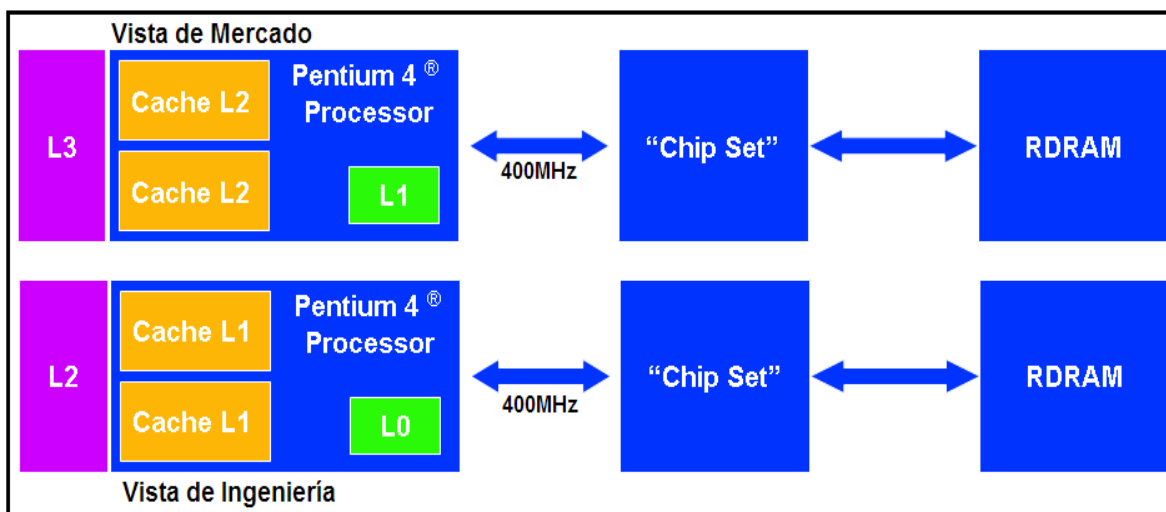 Vista de Mercado
L3
Cache L2
Cache L2
Pentium 4 ®
Processor
L1
400MHz
“Chip Set”
RDRAM
L2
Cache L1
Cache L1
Pentium 4 ®
Processor
L0
400MHz
“Chip Set”
RDRAM
Vista de Ingeniería